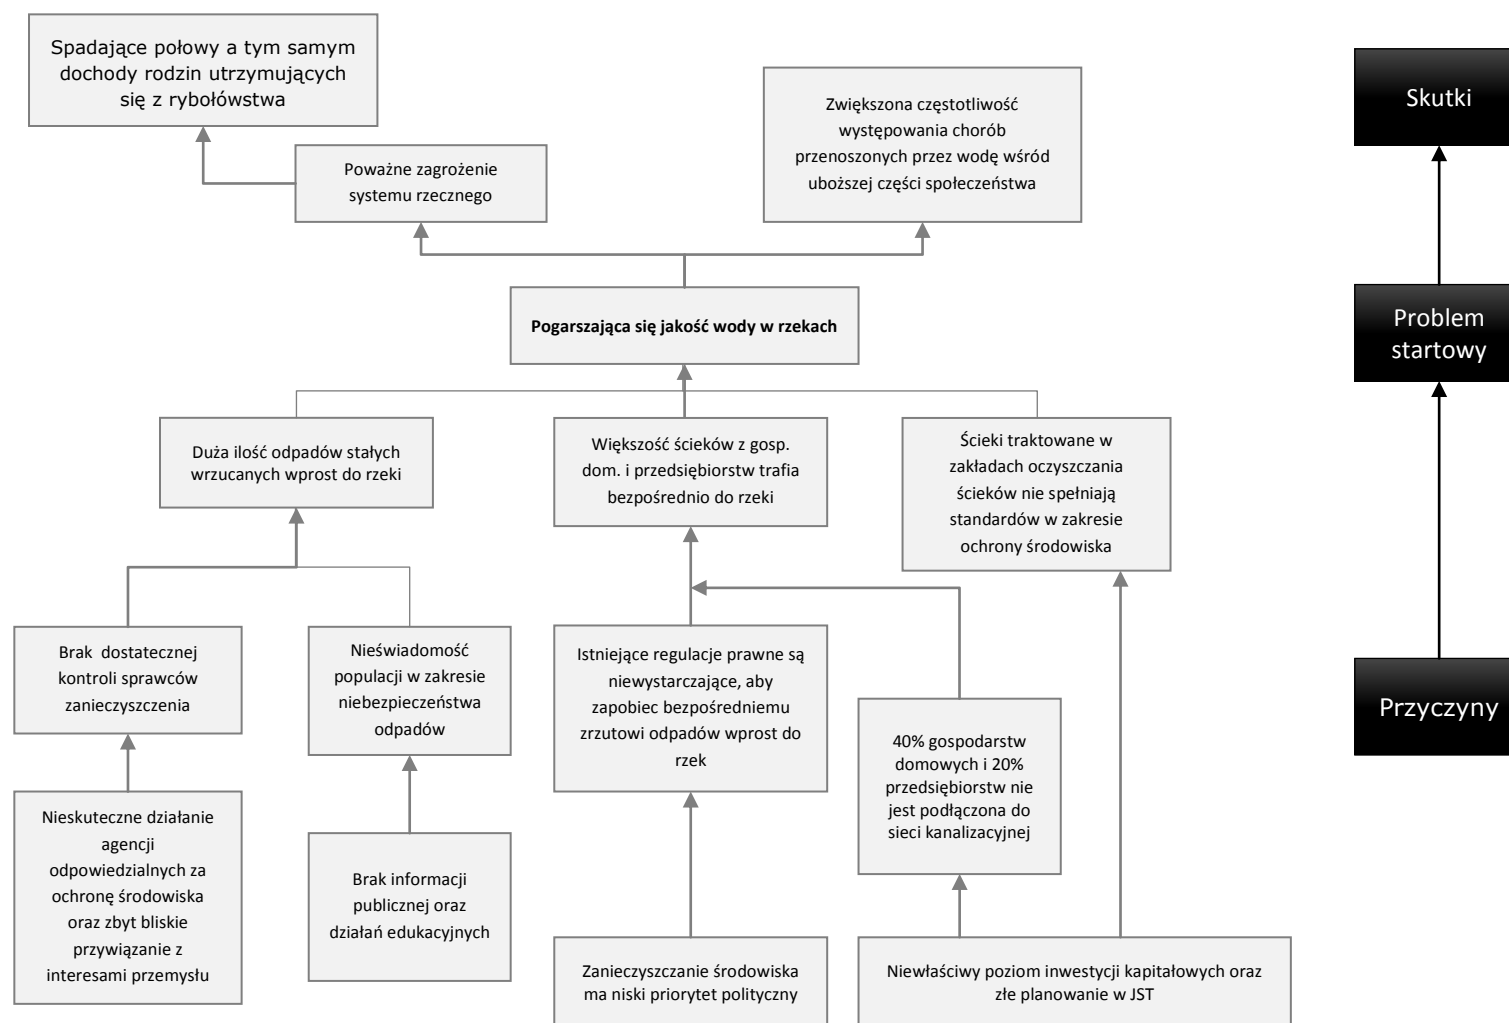 Spadające połowy a tym samym
dochody rodzin utrzymujących
się z rybołówstwa
Zwiększona częstotliwość
występowania chorób
przenoszonych przez wodę wśród
uboższej części społeczeństwa
Skutki
Poważne zagrożenie
systemu rzecznego
Pogarszająca się jakość wody w rzekach
Problem
startowy
Duża ilość odpadów stałych
wrzucanych wprost do rzeki
Większość ścieków z gosp.
dom. i przedsiębiorstw trafia
bezpośrednio do rzeki
Ścieki traktowane w
zakładach oczyszczania
ścieków nie spełniają
standardów w zakresie
ochrony środowiska
Brak dostatecznej
kontroli sprawców
zanieczyszczenia
Nieświadomość
populacji w zakresie
niebezpieczeństwa
odpadów
Istniejące regulacje prawne są
niewystarczające, aby
zapobiec bezpośredniemu
zrzutowi odpadów wprost do
rzek
40% gospodarstw
domowych i 20%
przedsiębiorstw nie
jest podłączona do
sieci kanalizacyjnej
Przyczyny
Nieskuteczne działanie
agencji
odpowiedzialnych za
ochronę środowiska
oraz zbyt bliskie
przywiązanie z
interesami przemysłu
Brak informacji
publicznej oraz
działań edukacyjnych
Zanieczyszczanie środowiska
ma niski priorytet polityczny
Niewłaściwy poziom inwestycji kapitałowych oraz
złe planowanie w JST